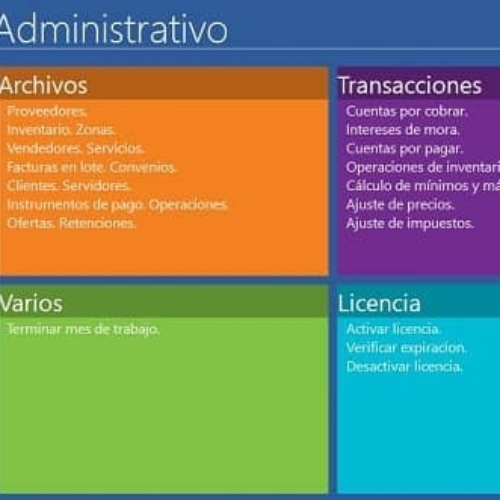 Administrativo
Archivos
Proveedores.
Inventario. Zonas.
Vendedores. Servicios.
Facturas en lote. Convenios.
Clientes. Servidores.
Instrumentos de pago. Operaciones.
Ofertas. Retenciones.
Transacciones
Cuentas por cobrar.
Intereses de mora.
Cuentas por pagar.
Operaciones de inventari
Cálculo de mínimos y má
Ajuste de precios.
Ajuste de impuestos.
Varios
Terminar mes de trabajo.
Licencia
Activar licencia.
Verificar expiracion.
Desactivar licencia.